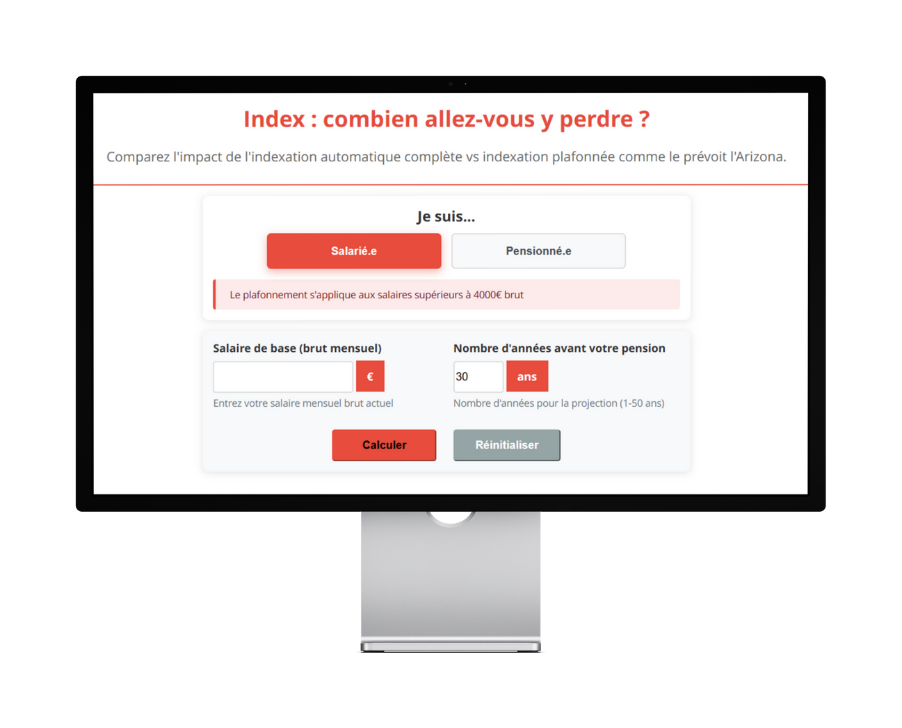 Index : combien allez-vous y perdre ?
Comparez l'impact de l'indexation automatique complète vs indexation plafonnée comme le prévoit l'Arizona.
Je suis...
Salarié.e
Pensionné.e
Le plafonnement s'applique aux salaires supérieurs à 4000€ brut
Salaire de base (brut mensuel)
Nombre d'années avant votre pension
€
30
ans
Entrez votre salaire mensuel brut actuel
Nombre d'années pour la projection (1-50 ans)
Calculer
Réinitialiser